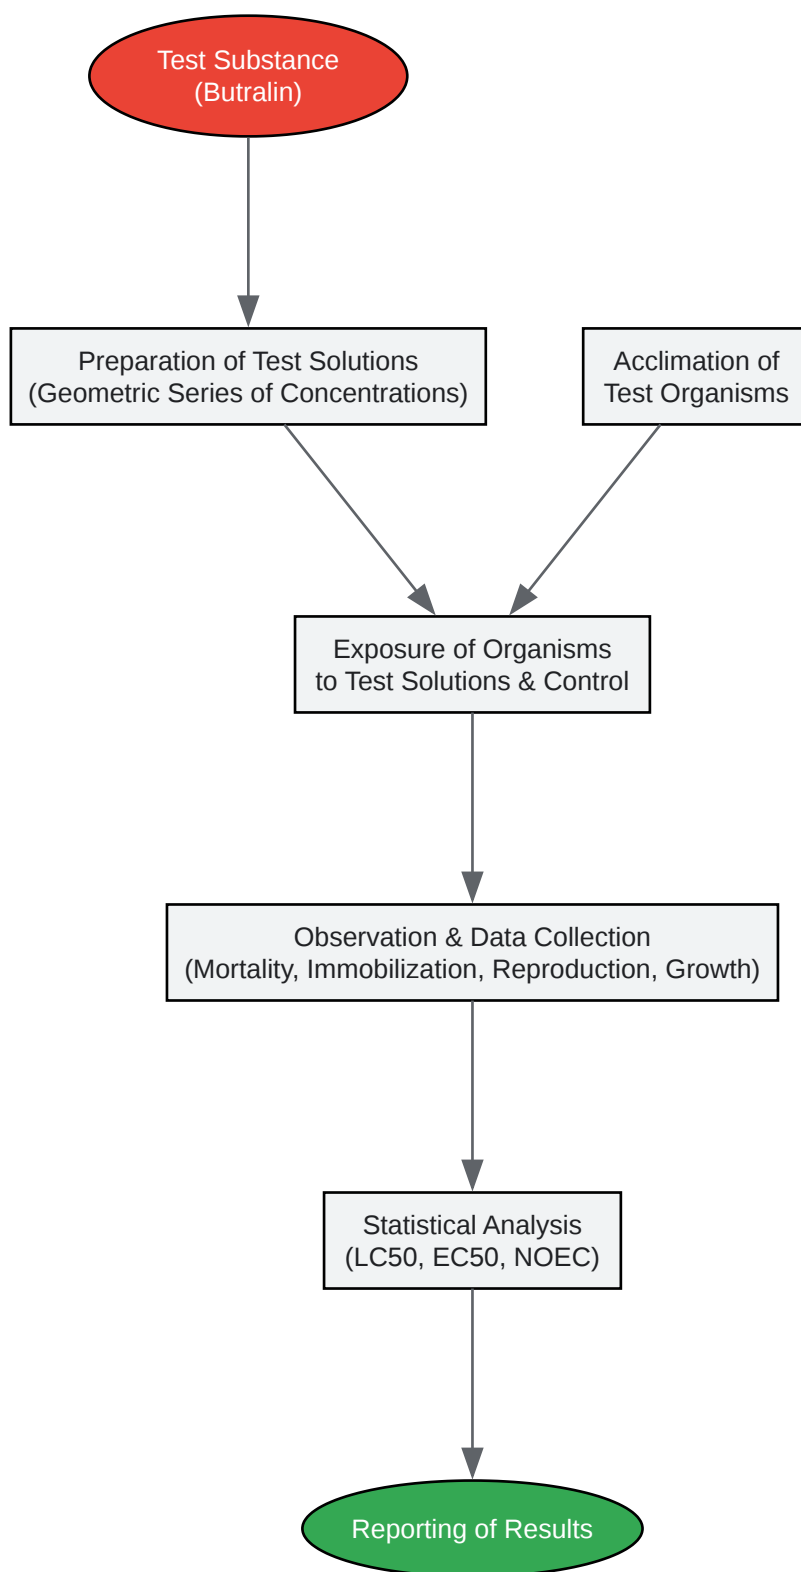 Test Substance
(Butralin)
Preparation of Test Solutions
(Geometric Series of Concentrations)
Acclimation of
Test Organisms
Exposure of Organisms
to Test Solutions & Control
Observation & Data Collection
(Mortality, Immobilization, Reproduction, Growth)
Statistical Analysis
(LC50, EC50, NOEC)
Reporting of Results